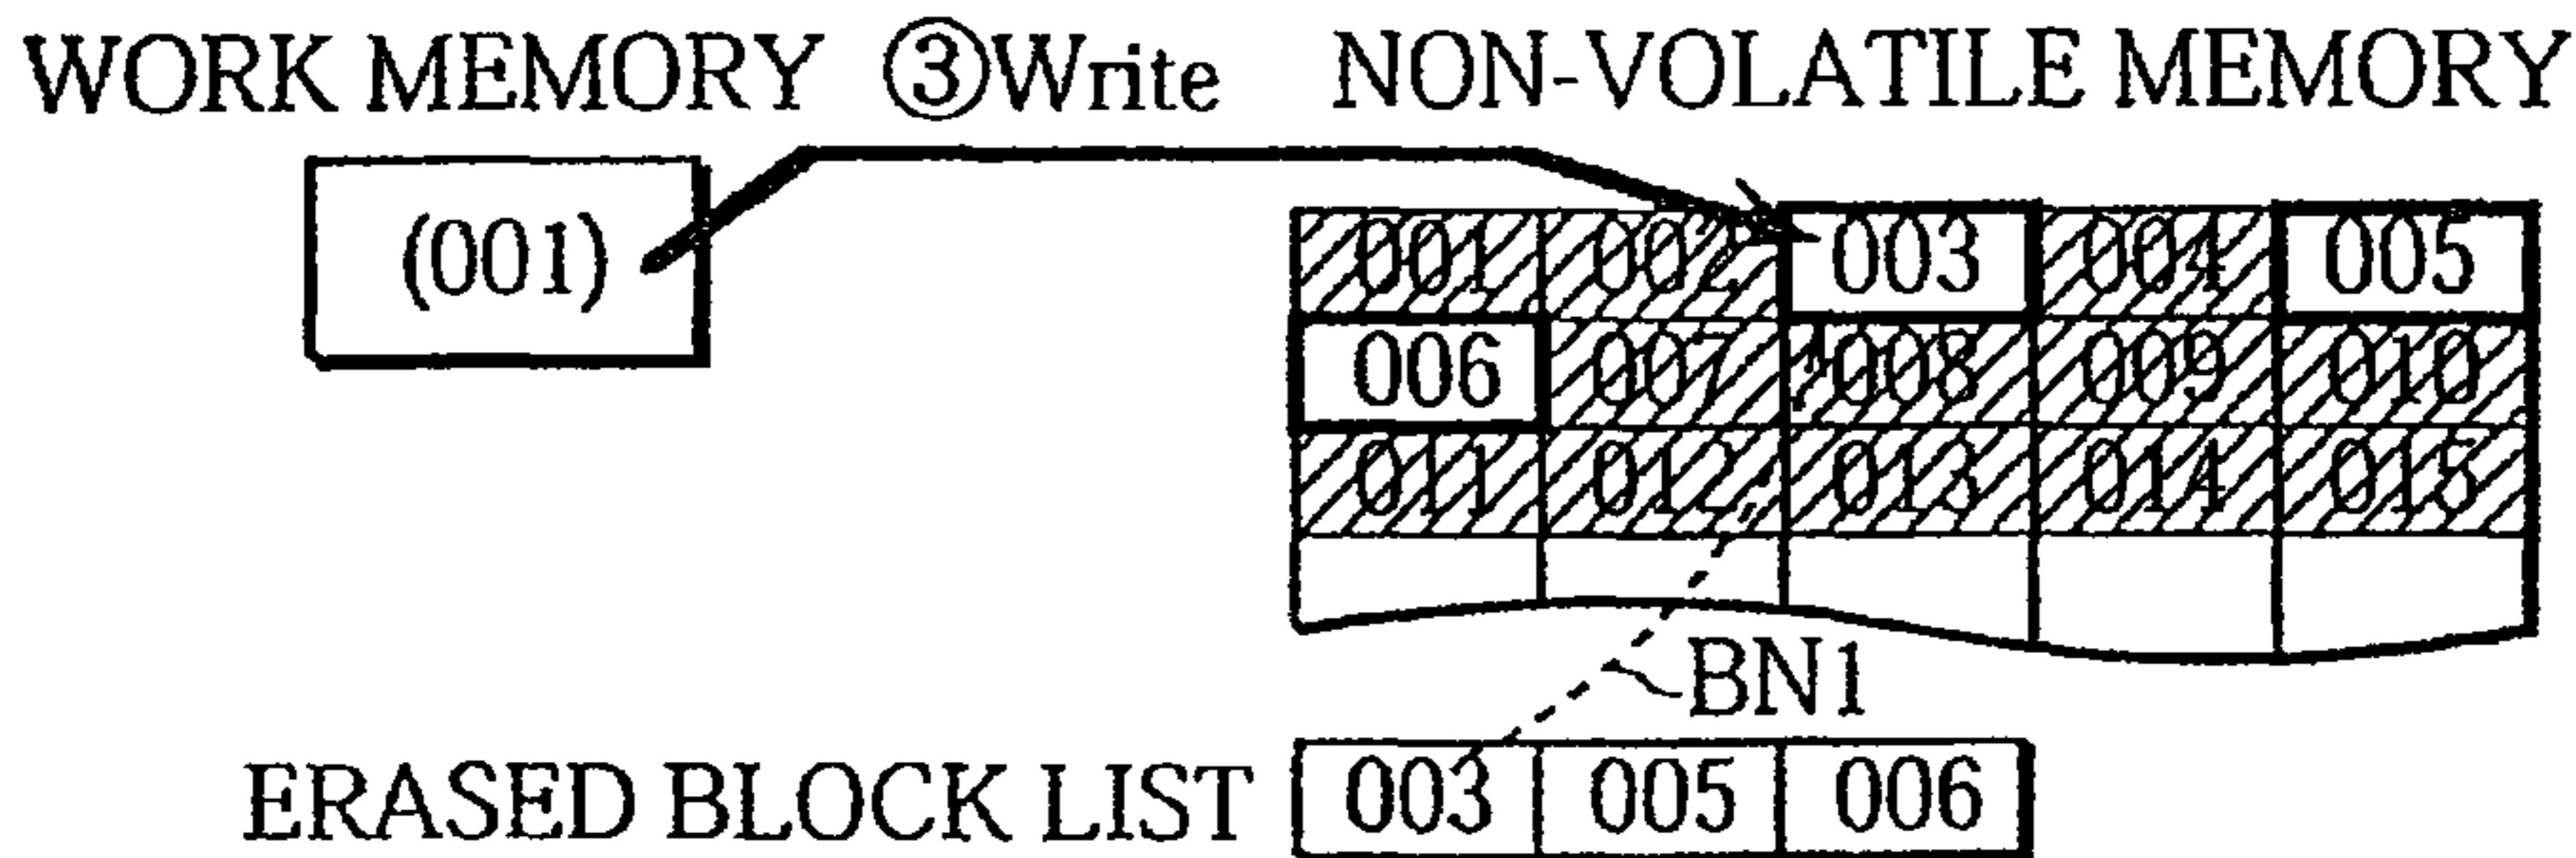 WORK MEMORY ③Write NON-VOLATILE MEMORY
(001)
001 002 003 004 005
006 007 008 009 010
011 012 013 014 015
BN1
ERASED BLOCK LIST 003 005 006